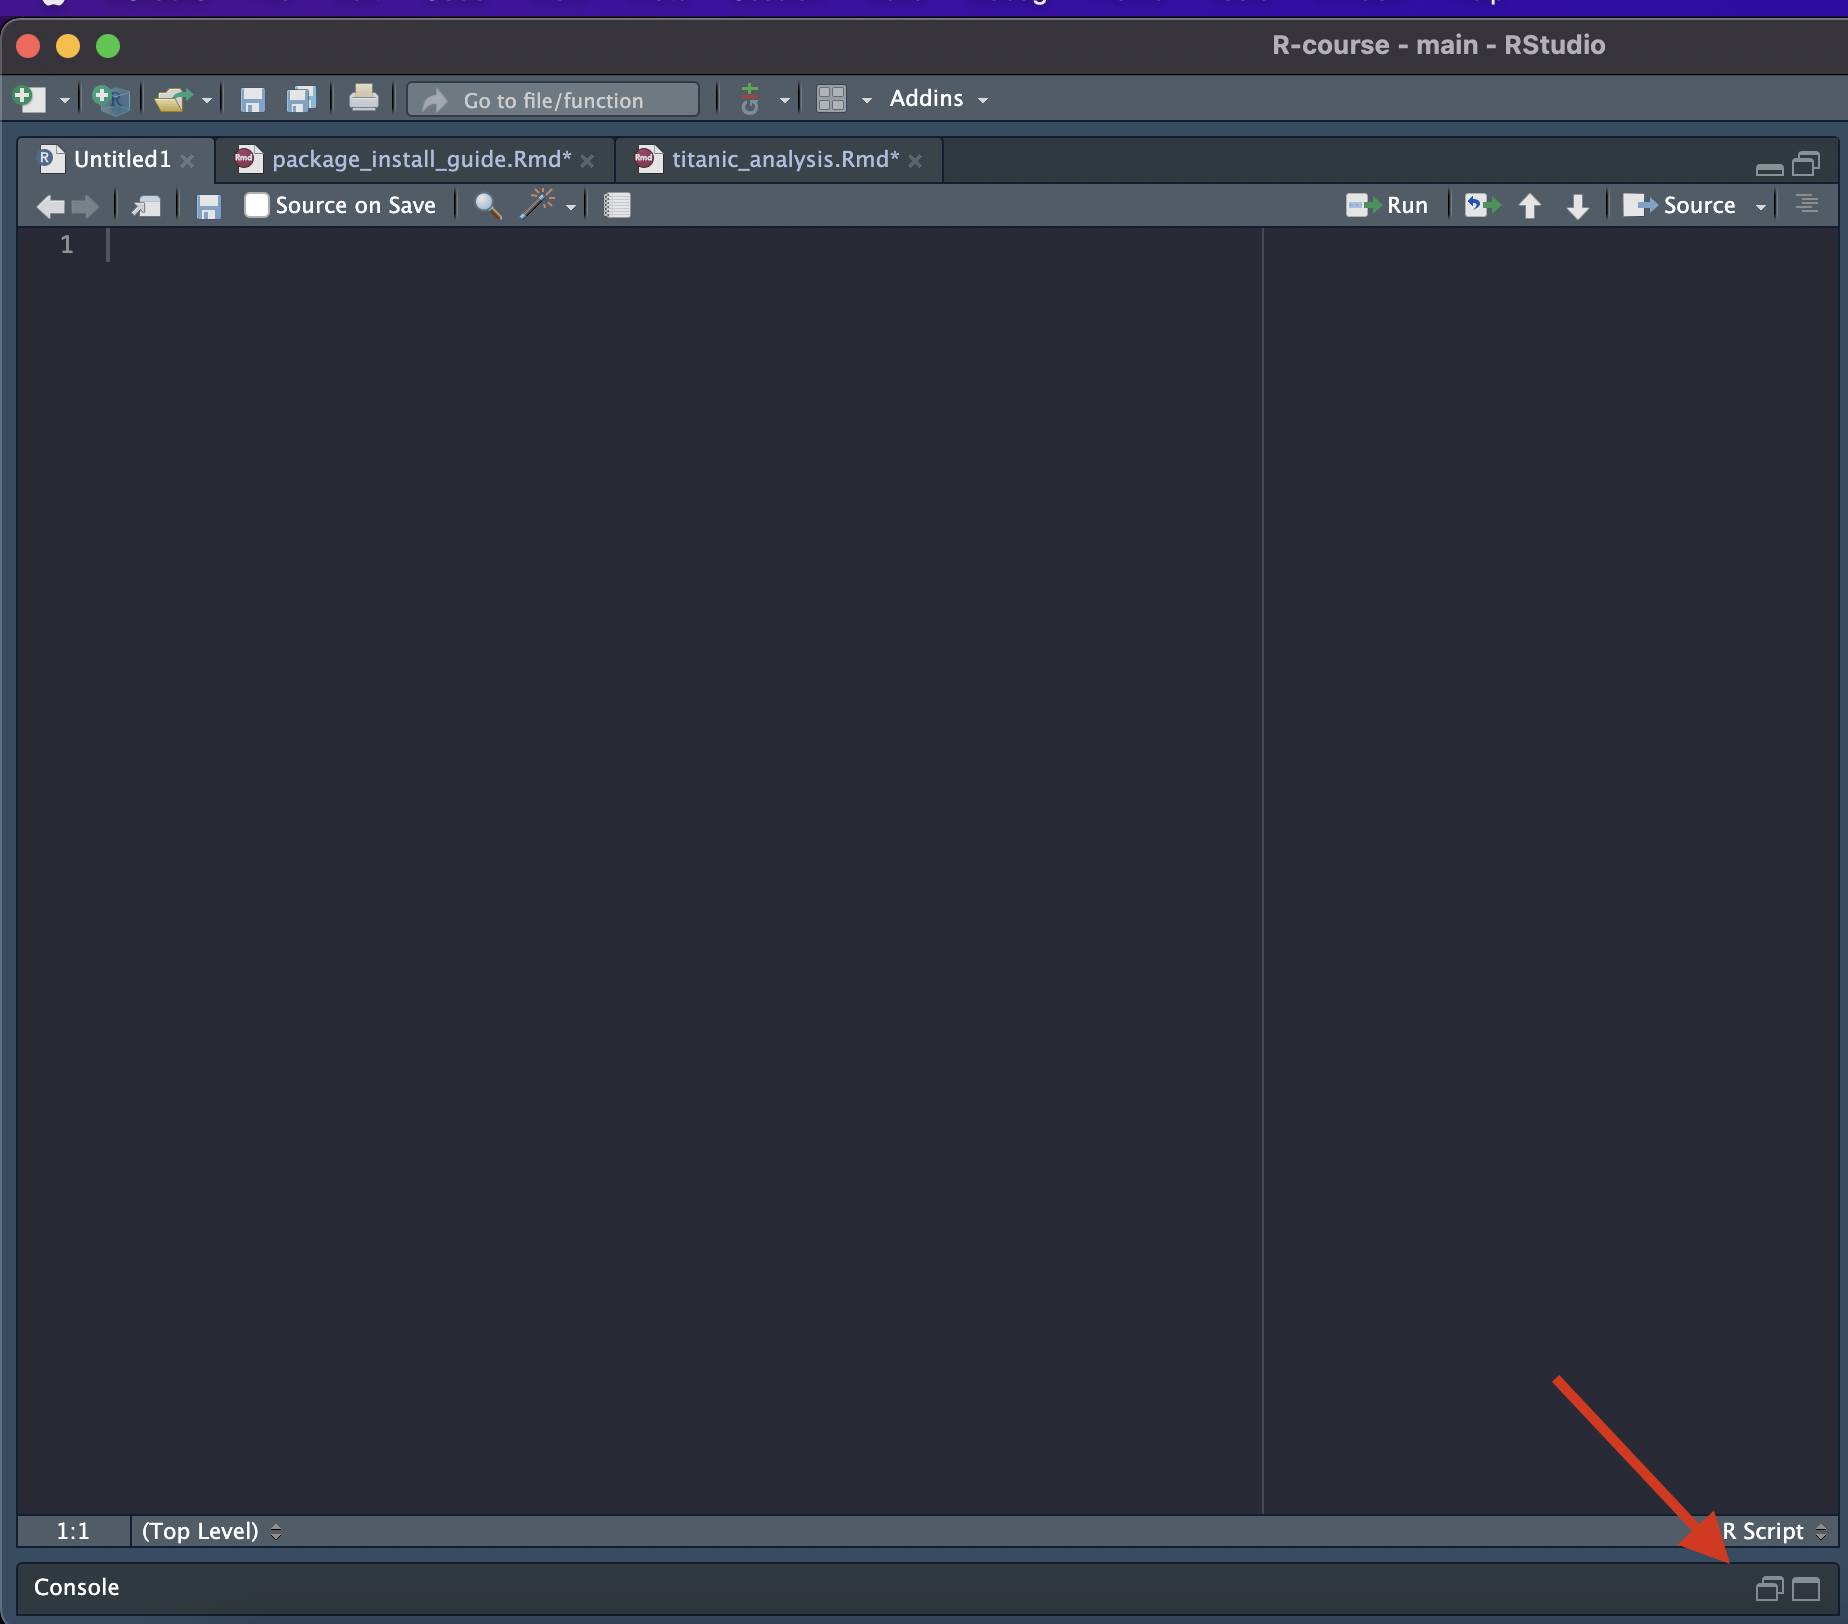 R-course - main - RStudio
Go to file/function
Addins
Untitled1
package_install_guide.Rmd*
titanic_analysis.Rmd*
Source on Save
Run
Source
1
1:1
(Top Level)
R Script
Console